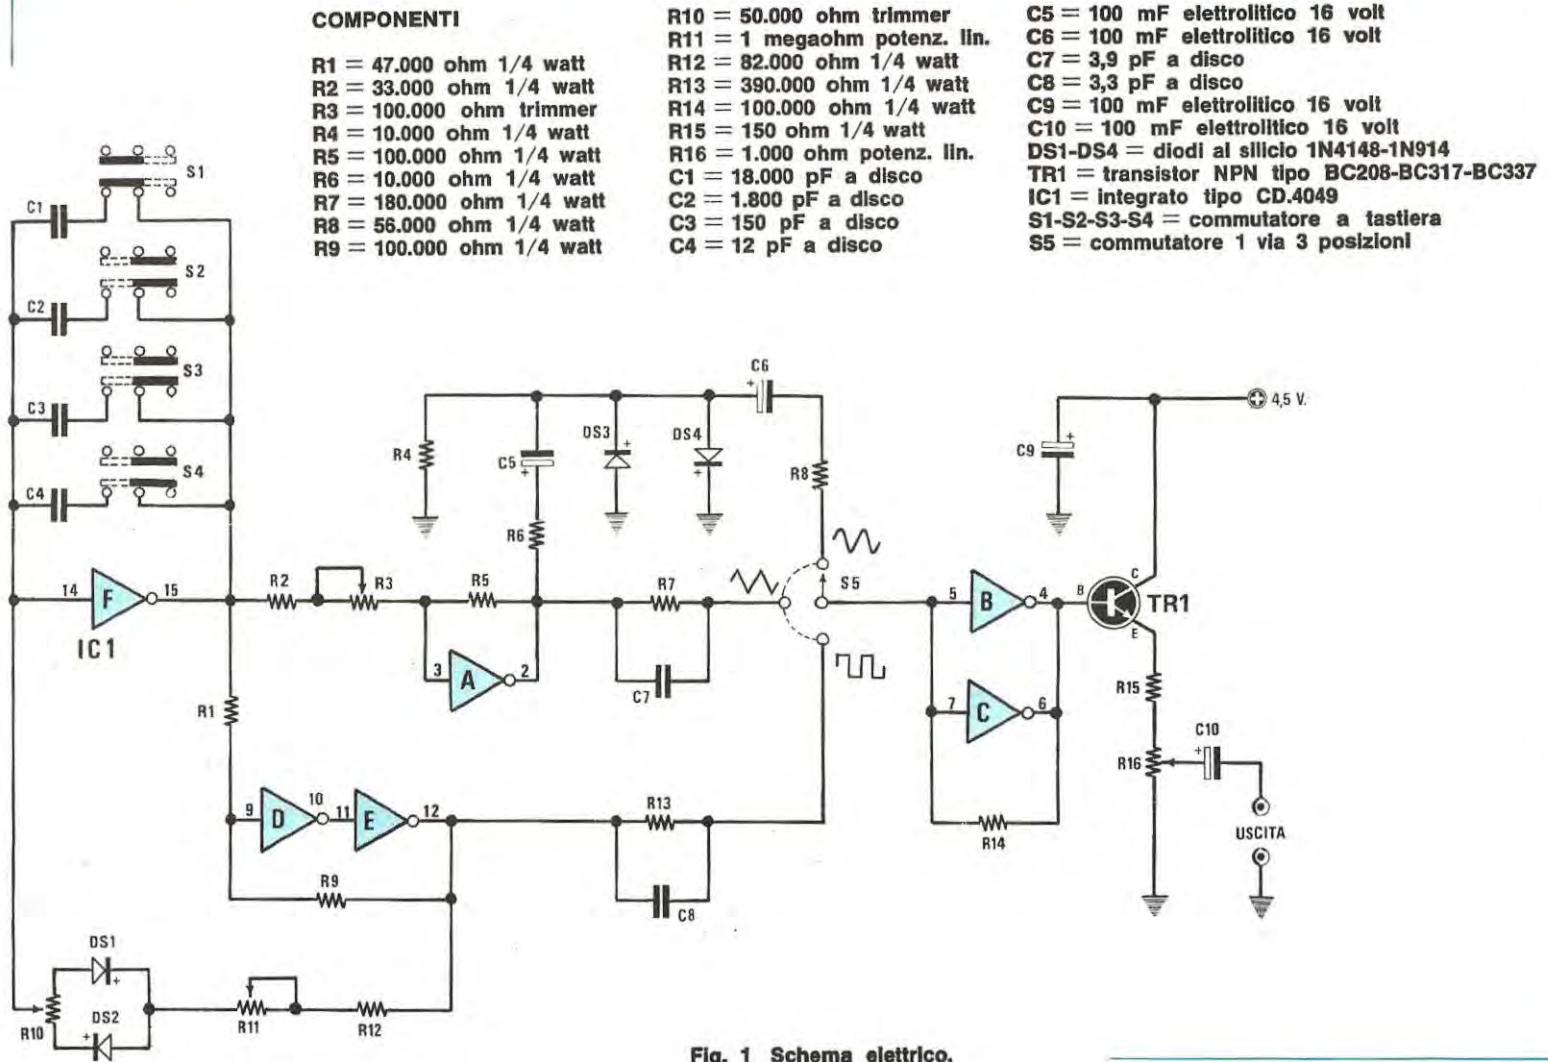 COMPONENTI
R1 = 47.000 ohm 1/4 watt
R2 = 33.000 ohm 1/4 watt
R3 = 100.000 ohm trimmer
R4 = 10.000 ohm 1/4 watt
R5 = 100.000 ohm 1/4 watt
R6 = 10.000 ohm 1/4 watt
R7 = 180.000 ohm 1/4 watt
R8 = 56.000 ohm 1/4 watt
R9 = 100.000 ohm 1/4 watt
R10 = 50.000 ohm trimmer
R11 = 1 megaohm potenz. lin.
R12 = 82.000 ohm 1/4 watt
R13 = 390.000 ohm 1/4 watt
R14 = 100.000 ohm 1/4 watt
R15 = 150 ohm 1/4 watt
R16 = 1.000 ohm potenz. lin.
C1 = 18.000 pF a disco
C2 = 1.800 pF a disco
C3 = 150 pF a disco
C4 = 12 pF a disco
C5 = 100 mF elettrolitico 16 volt
C6 = 100 mF elettrolitico 16 volt
C7 = 3,9 pF a disco
C8 = 3,3 pF a disco
C9 = 100 mF elettrolitico 16 volt
C10 = 100 mF elettrolitico 16 volt
DS1-DS4 = diodi al silicio 1N4148-1N914
TR1 = transistor NPN tipo BC208-BC317-BC337
IC1 = integrato tipo CD.4049
S1-S2-S3-S4 = commutatore a tastiera
S5 = commutatore 1 via 3 posizioni
S1
C1
S2
C2
S3
C3
S4
C4
C6
4,5 V.
R4
C5 +
DS3 +
DS4 +
R8
C9 +
R6
14 F 15
IC1
R2
R3
R5
R7
S5
5 B 4
B C E
TR1
3 A 2
C7
R1
7 C 6
R15
C10 +
R16
9 D 10 11 E 12
R13
R14
USCITA
R9
C8
DS1 +
R10
DS2 +
R11
R12
Fig. 1 Schema elettrico.